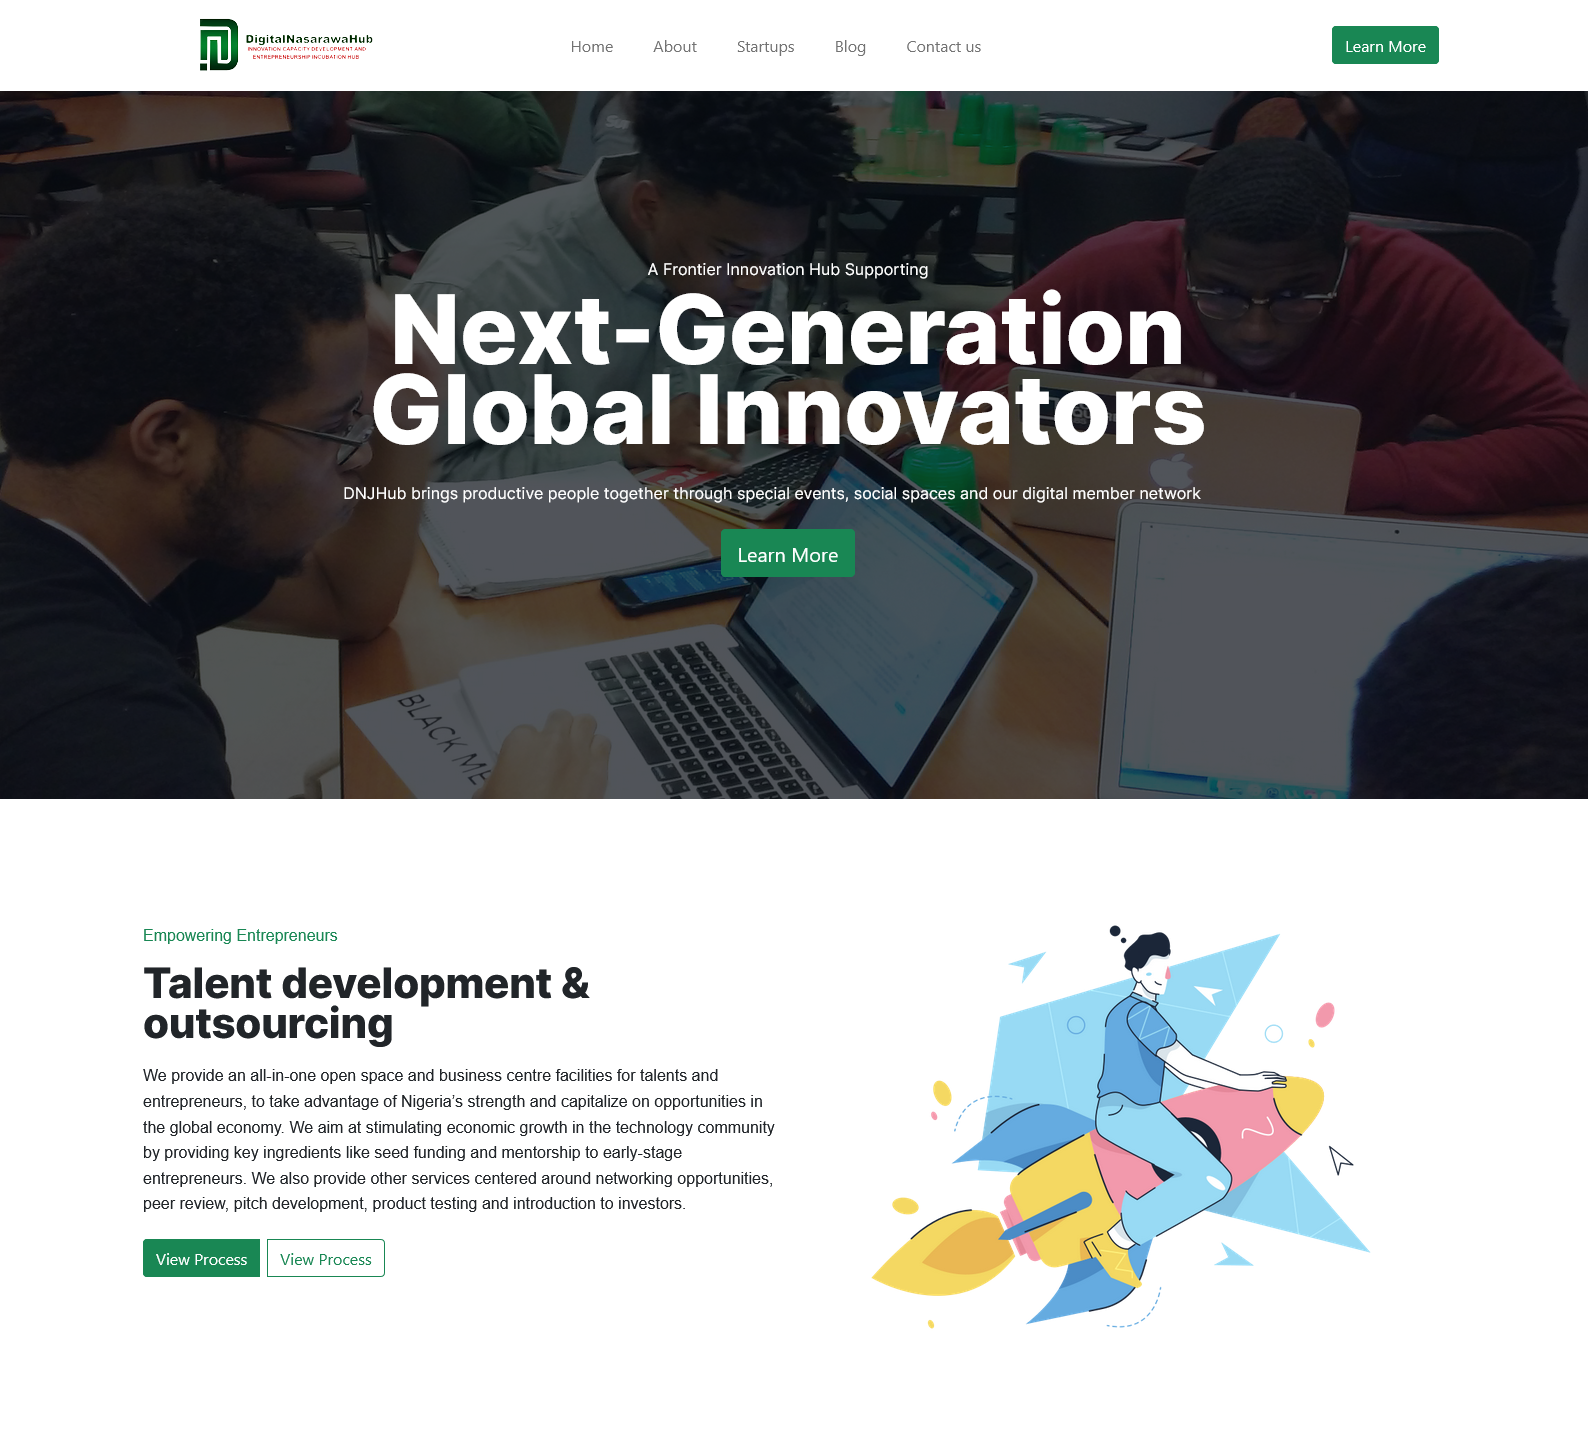 DigitalNasarawaHub
INNOVATION CAPACITY DEVELOPMENT AND
ENTREPRENEURSHIP INCUBATION HUB
Home
About
Startups
Blog
Contact us
Learn More
A Frontier Innovation Hub Supporting
Next-Generation
Global Innovators
DNJHub brings productive people together through special events, social spaces and our digital member network
Learn More
BLACK ME
Empowering Entrepreneurs
Talent development &
outsourcing
We provide an all-in-one open space and business centre facilities for talents and
entrepreneurs, to take advantage of Nigeria’s strength and capitalize on opportunities in
the global economy. We aim at stimulating economic growth in the technology community
by providing key ingredients like seed funding and mentorship to early-stage
entrepreneurs. We also provide other services centered around networking opportunities,
peer review, pitch development, product testing and introduction to investors.
View Process
View Process